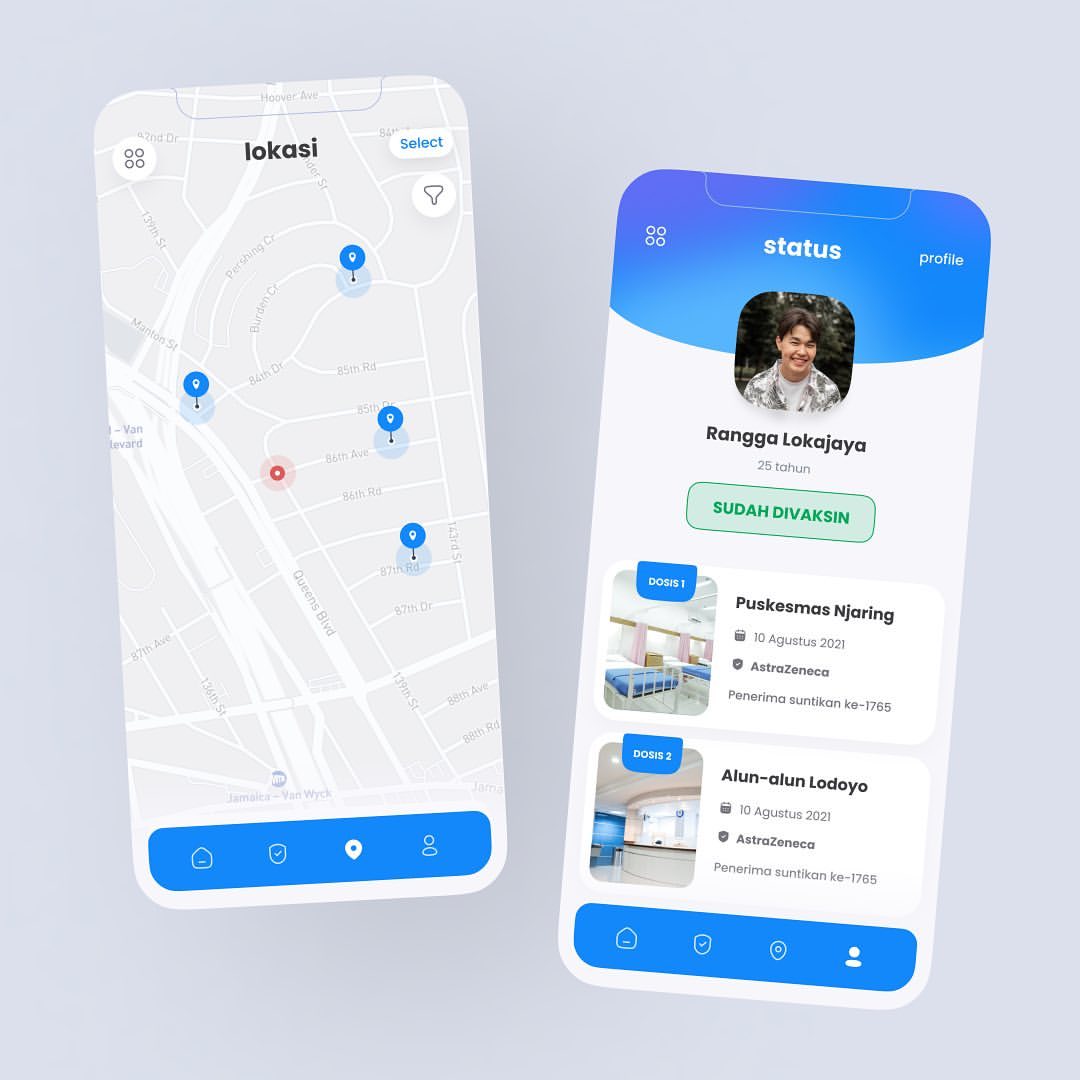 Hoover Ave
82nd Dr
lokasi
84th
Select
139th St
Pershing Cr
Burden Cr
Manton St
84th Dr
85th Rd
85th Dr
– Van
86th Ave
86th Rd
143rd St
87th Rd
Queens Blvd
87th Dr
87th Ave
136th St
139th St
88th Ave
88th Rd
Jamaica – Van Wyck
status
profile
Rangga Lokajaya
25 tahun
SUDAH DIVAKSIN
DOSIS 1
Puskesmas Njaring
10 Agustus 2021
AstraZeneca
Penerima suntikan ke-1765
DOSIS 2
Alun-alun Lodoyo
10 Agustus 2021
AstraZeneca
Penerima suntikan ke-1765